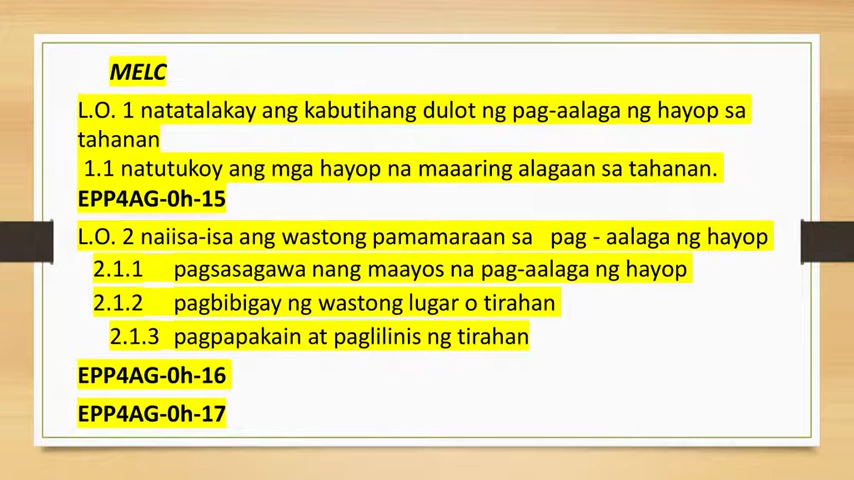 MELC
L.O. 1 natatalakay ang kabutihang dulot ng pag-aalaga ng hayop sa
tahanan
1.1 natutukoy ang mga hayop na maaaring alagaan sa tahanan.
EPP4AG-0h-15
L.O. 2 naiisa-isa ang wastong pamamaraan sa pag - aalaga ng hayop
2.1.1 pagsasagawa nang maayos na pag-aalaga ng hayop
2.1.2 pagbibigay ng wastong lugar o tirahan
2.1.3 pagpapakain at paglilinis ng tirahan
EPP4AG-0h-16
EPP4AG-0h-17